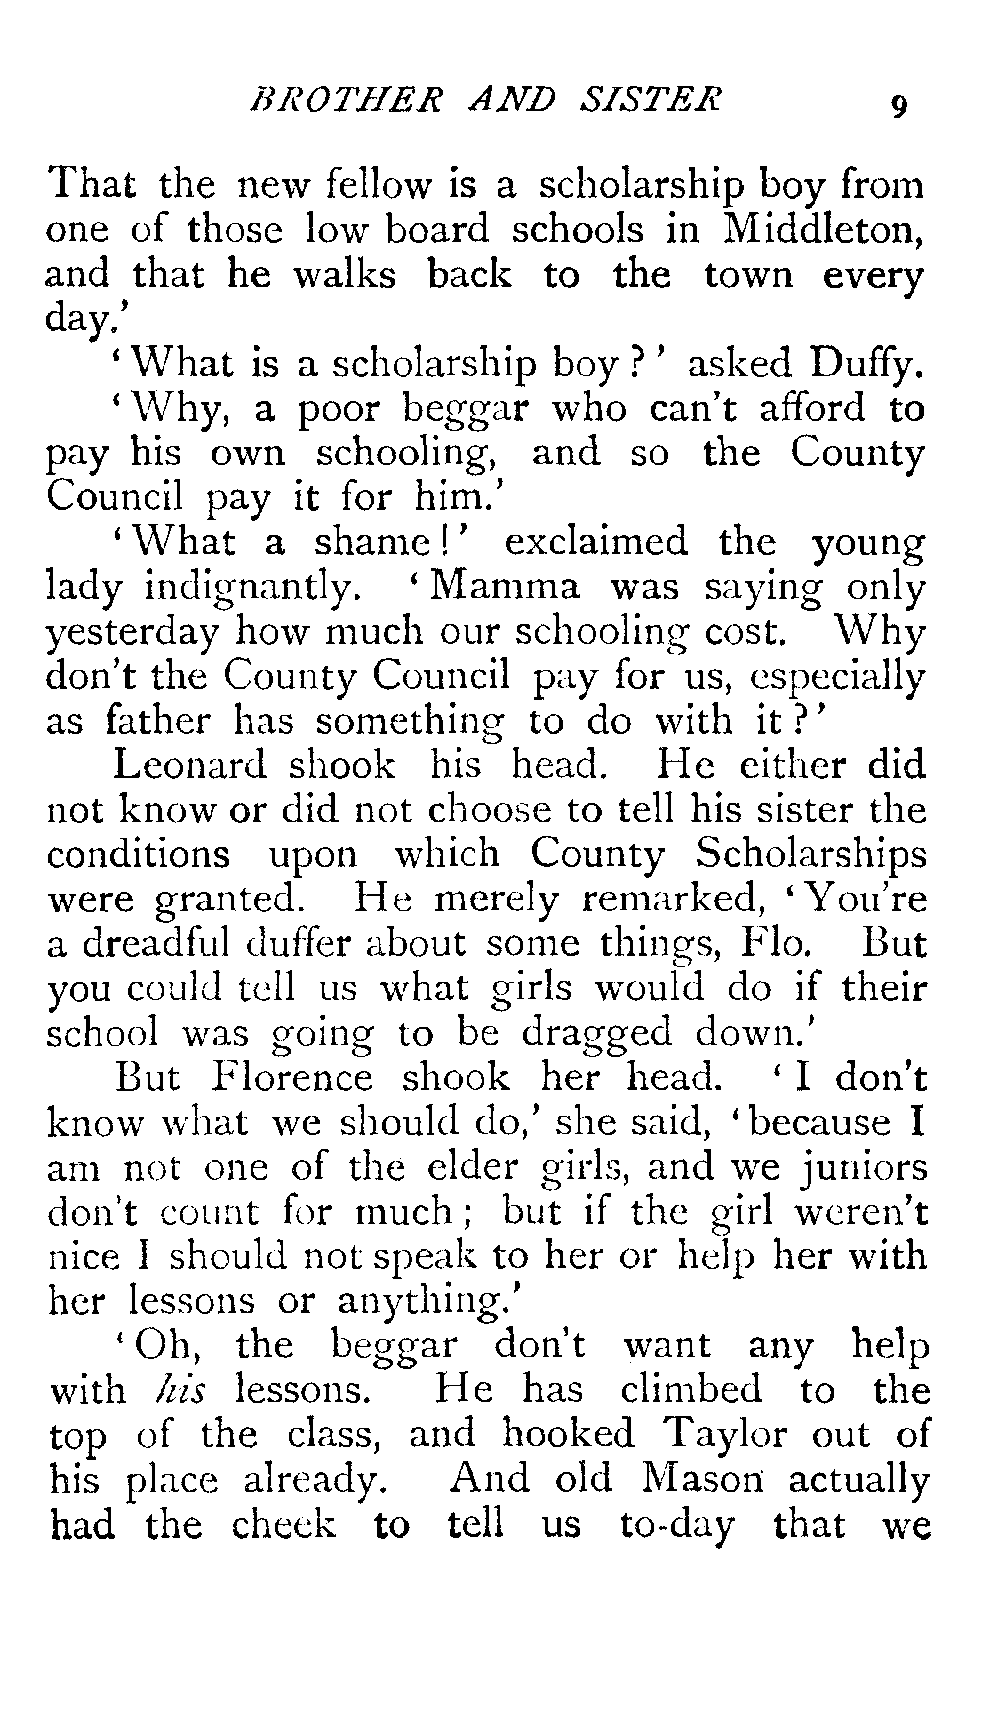 BROTHER AND SISTER 9
That the new fellow is a scholarship boy from
one of those low board schools in Middleton,
and that he walks back to the town every
day.'
'What is a scholarship boy?' asked Duffy.
'Why, a poor beggar who can't afford to
pay his own schooling, and so the County
Council pay it for him.'
'What a shame!' exclaimed the young
lady indignantly. 'Mamma was saying only
yesterday how much our schooling cost. Why
don't the County Council pay for us, especially
as father has something to do with it?'
Leonard shook his head. He either did
not know or did not choose to tell his sister the
conditions upon which County Scholarships
were granted. He merely remarked, 'You're
a dreadful duffer about some things, Flo. But
you could tell us what girls would do if their
school was going to be dragged down.'
But Florence shook her head. 'I don't
know what we should do,' she said, 'because I
am not one of the elder girls, and we juniors
don't count for much; but if the girl weren't
nice I should not speak to her or help her with
her lessons or anything.'
'Oh, the beggar don't want any help
with his lessons. He has climbed to the
top of the class, and hooked Taylor out of
his place already. And old Mason actually
had the cheek to tell us to-day that we